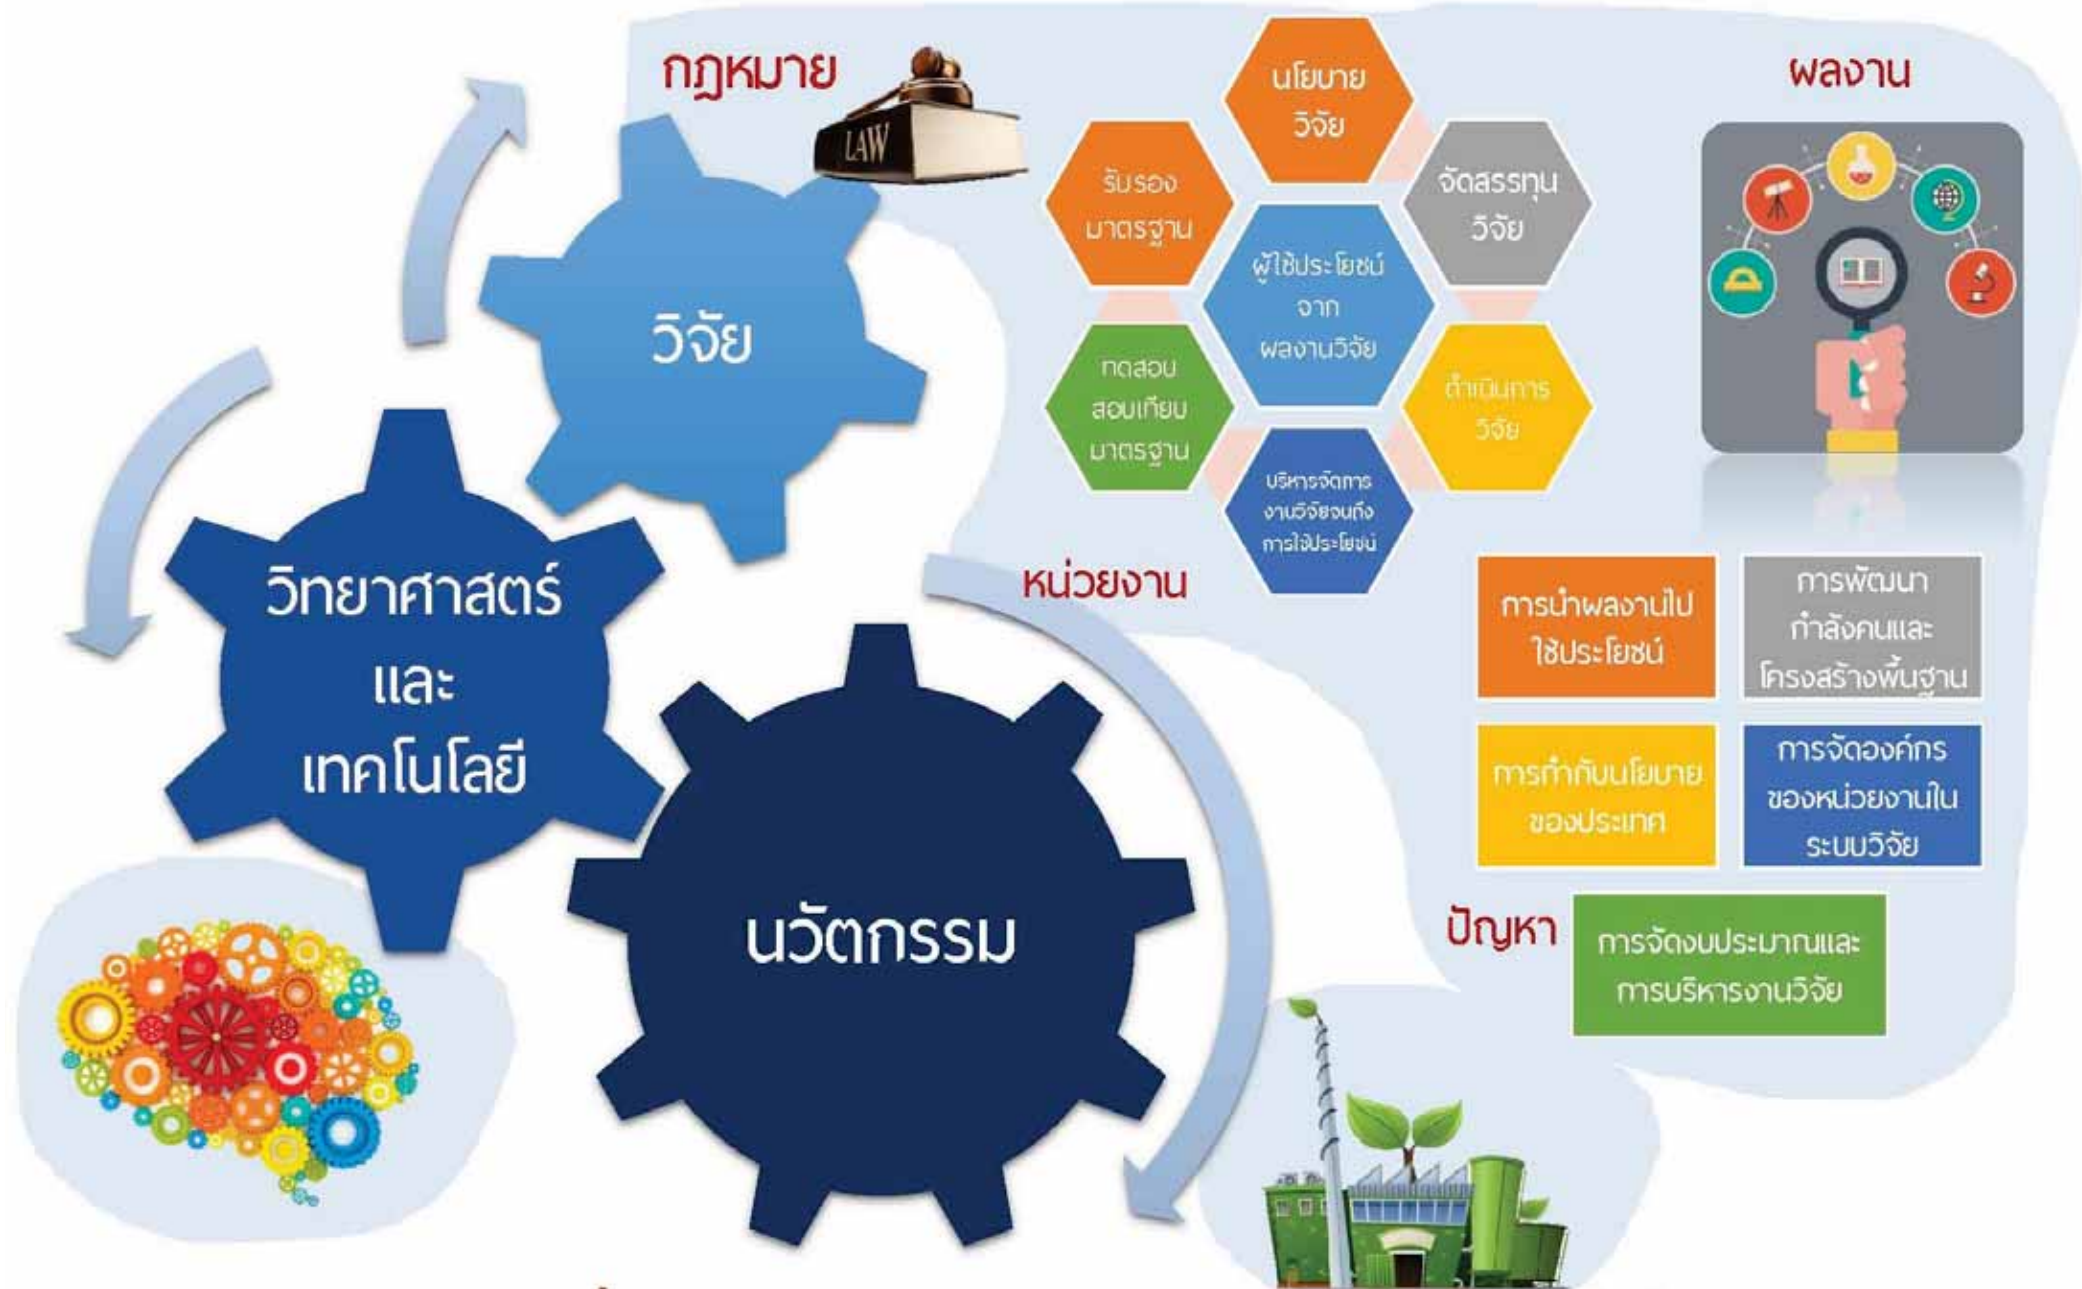 กฎหมาย
LAW
วิจัย
วิทยาศาสตร์
และ
เทคโนโลยี
นวัตกรรม
หน่วยงาน
นโยบาย
วิจัย
จัดสรรทุน
วิจัย
ดำเนินการ
วิจัย
บริหารจัดการ
งานวิจัยจนถึง
การใช้ประโยชน์
ทดสอบ
สอบเทียบ
มาตรฐาน
รับรอง
มาตรฐาน
ผู้ใช้ประโยชน์
จาก
ผลงานวิจัย
ผลงาน
การนำผลงานไป
ใช้ประโยชน์
การพัฒนา
กำลังคนและ
โครงสร้างพื้นฐาน
การกำกับนโยบาย
ของประเทศ
การจัดองค์กร
ของหน่วยงานใน
ระบบวิจัย
ปัญหา
การจัดงบประมาณและ
การบริหารงานวิจัย